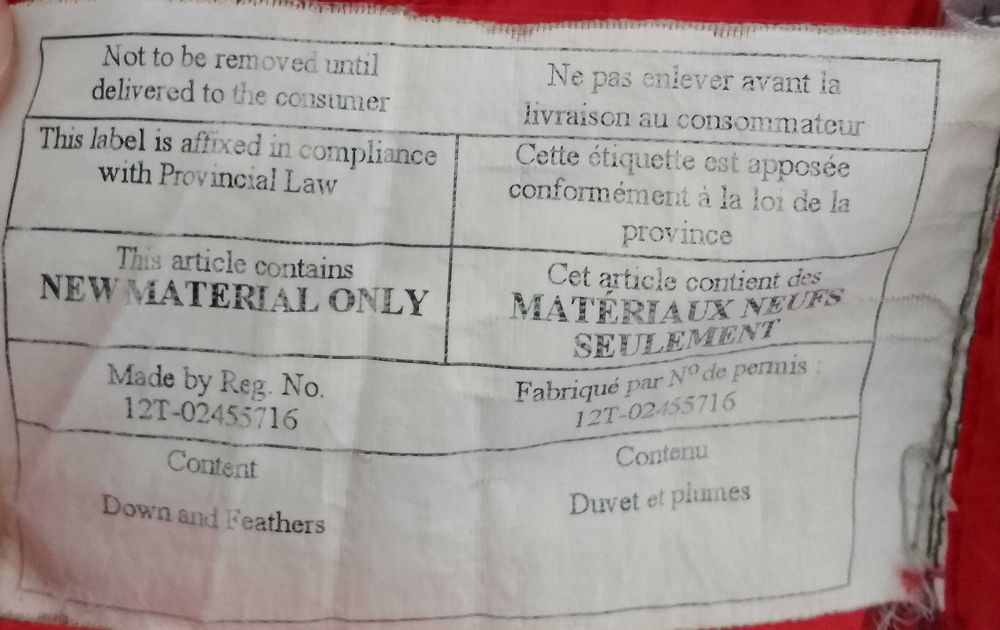 Not to be removed until
delivered to the consumer
Ne pas enlever avant la
livraison au consommateur
This label is affixed in compliance
with Provincial Law
Cette étiquette est apposée
conformément à la loi de la
province
This article contains
NEW MATERIAL ONLY
Cet article contient des
MATÉRIAUX NEUFS
SEULEMENT
Made by Reg. No.
12T-02455716
Fabriqué par Nº de permis :
12T-02455716
Content
Down and Feathers
Contenu
Duvet et plumes